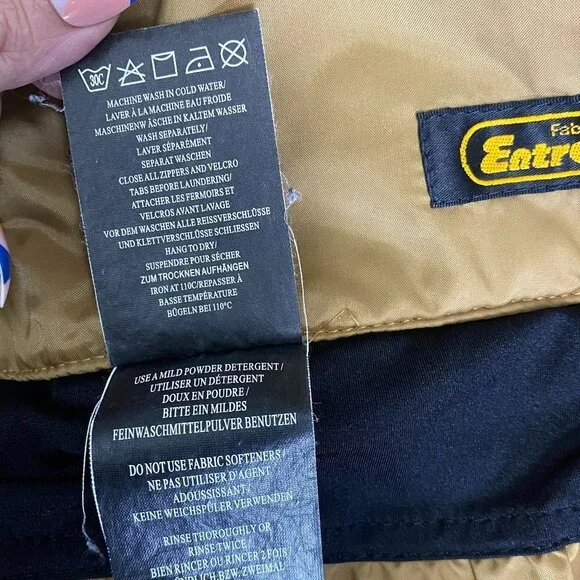 30C
MACHINE WASH IN COLD WATER/
LAVER À LA MACHINE EAU FROIDE
MASCHINENW ÄSCHE IN KALTEM WASSER
WASH SEPARATELY/
LAVER SÉPARÉMENT
SEPARAT WASCHEN
CLOSE ALL ZIPPERS AND VELCRO
TABS BEFORE LAUNDERING/
ATTACHER LES FERMOIRS ET
VELCROS AVANT LAVAGE
VOR DEM WASCHEN ALLE REISSVERSCHLÜSSE
UND KLETTVERSCHLÜSSE SCHLIESSEN
HANG TO DRY/
SUSPENDRE POUR SÉCHER
ZUM TROCKNEN AUFHÄNGEN
IRON AT 110C/REPASSER À
BASSE TEMPÉRATURE
BÜGELN BEI 110°C
USE A MILD POWDER DETERGENT/
UTILISER UN DÉTERGENT
DOUX EN POUDRE/
BITTE EIN MILDES
FEINWASCHMITTELPULVER BENUTZEN
DO NOT USE FABRIC SOFTENERS/
NE PAS UTILISER D'AGENT
ADOUSSISSANT/
KEINE WEICHSPÜLER VERWENDEN
RINSE THOROUGHLY OR
RINSE TWICE/
BIEN RINCER OU RINCER 2 FOIS/
GRÜNDLICH BZW. ZWEIMAL
Fab
Entr